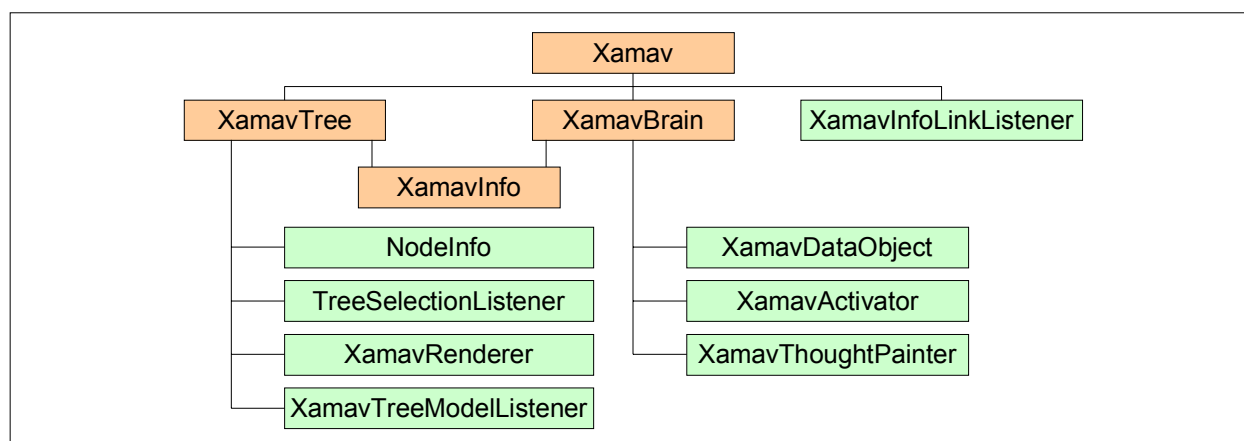 Xamav
XamavTree
XamavBrain
XamavInfoLinkListener
XamavInfo
NodeInfo
XamavDataObject
TreeSelectionListener
XamavActivator
XamavRenderer
XamavThoughtPainter
XamavTreeModelListener